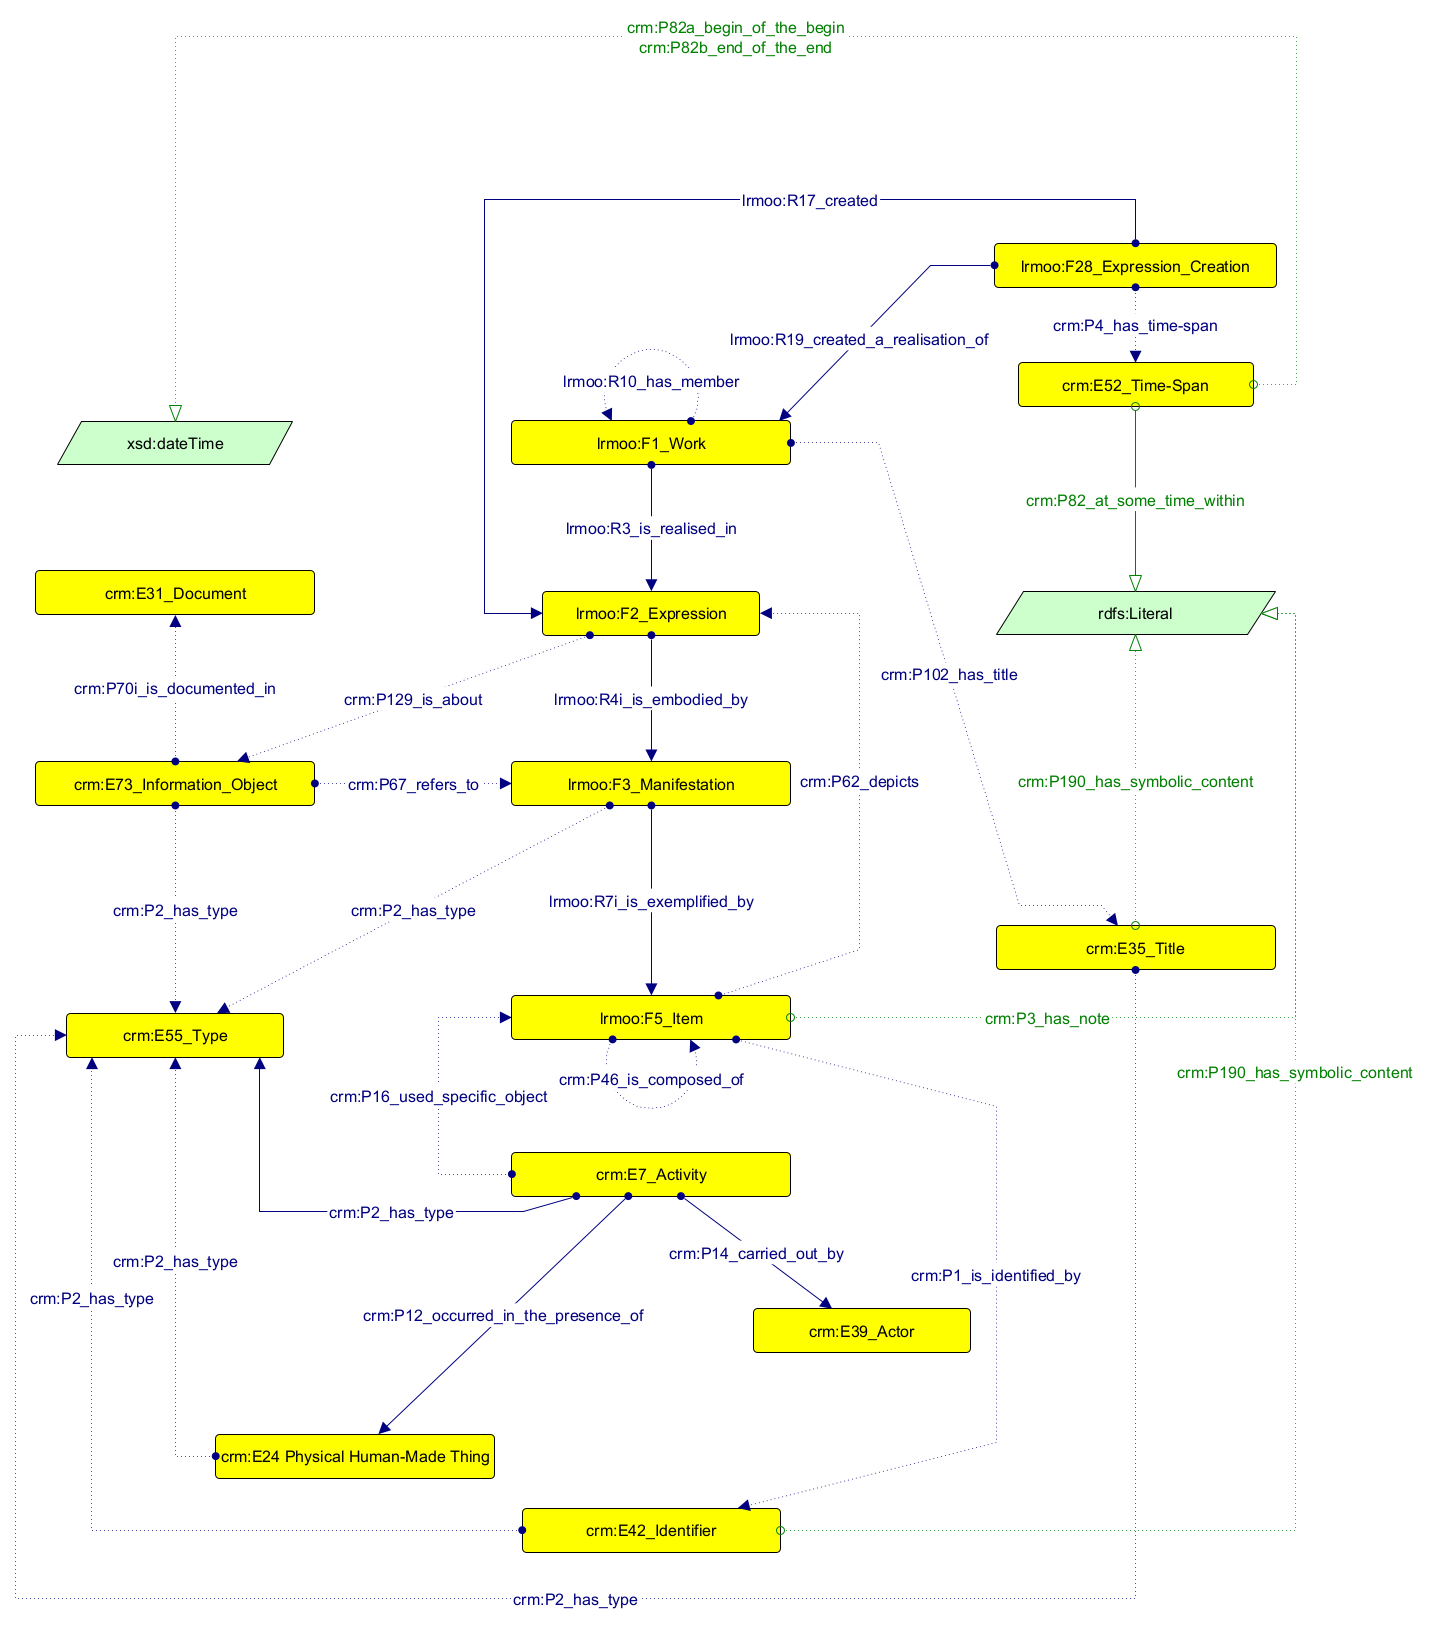 crm:P82a_begin_of_the_begin
crm:P82b_end_of_the_end
lrmoo:R17_created
lrmoo:F28_Expression_Creation
crm:P4_has_time-span
lrmoo:R19_created_a_realisation_of
lrmoo:R10_has_member
crm:E52_Time-Span
xsd:dateTime
lrmoo:F1_Work
crm:P82_at_some_time_within
lrmoo:R3_is_realised_in
crm:E31_Document
lrmoo:F2_Expression
rdfs:Literal
crm:P102_has_title
crm:P70i_is_documented_in
crm:P129_is_about
lrmoo:R4i_is_embodied_by
crm:P62_depicts
crm:P190_has_symbolic_content
crm:E73_Information_Object
crm:P67_refers_to
lrmoo:F3_Manifestation
crm:P2_has_type
crm:P2_has_type
lrmoo:R7i_is_exemplified_by
crm:E35_Title
lrmoo:F5_Item
crm:P3_has_note
crm:E55_Type
crm:P190_has_symbolic_content
crm:P46_is_composed_of
crm:P16_used_specific_object
crm:E7_Activity
crm:P2_has_type
crm:P14_carried_out_by
crm:P2_has_type
crm:P1_is_identified_by
crm:P2_has_type
crm:P12_occurred_in_the_presence_of
crm:E39_Actor
crm:E24 Physical Human-Made Thing
crm:E42_Identifier
crm:P2_has_type